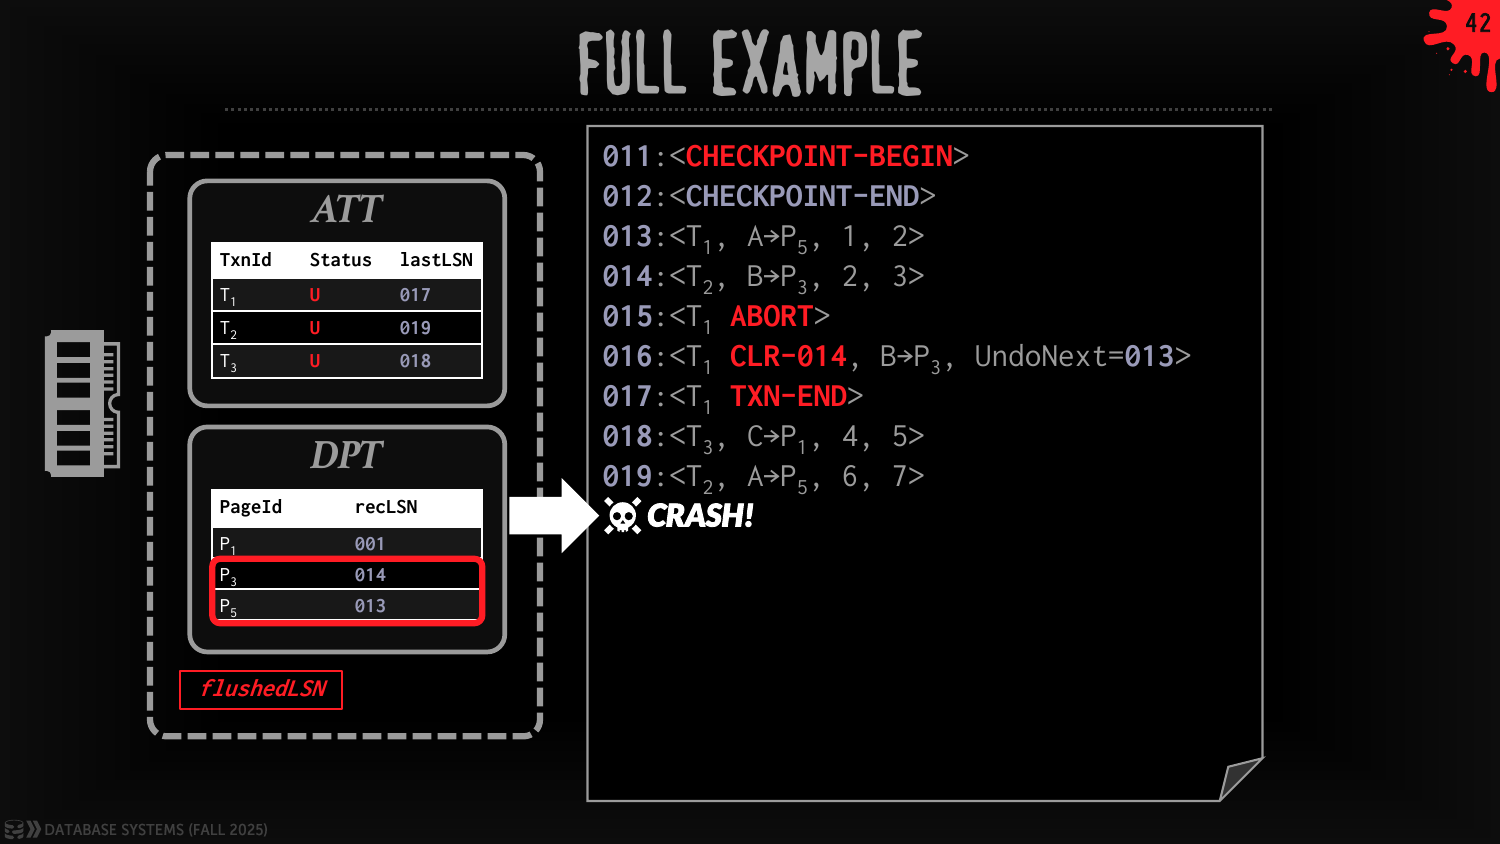 42
FULL EXAMPLE
ATT
TxnId Status lastLSN
T1 U 017
T2 U 019
T3 U 018
DPT
PageId recLSN
P1 001
P3 014
P5 013
flushedLSN
011:<CHECKPOINT-BEGIN>
012:<CHECKPOINT-END>
013:<T1, A→P5, 1, 2>
014:<T2, B→P3, 2, 3>
015:<T1 ABORT>
016:<T1 CLR-014, B→P3, UndoNext=013>
017:<T1 TXN-END>
018:<T3, C→P1, 4, 5>
019:<T2, A→P5, 6, 7>
CRASH!
DATABASE SYSTEMS (FALL 2025)